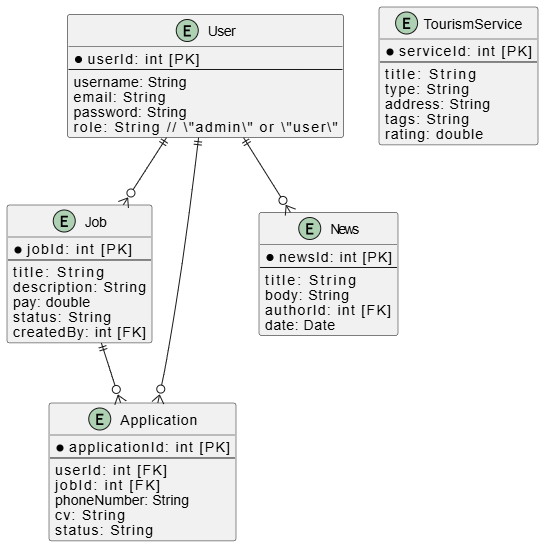 E User
* userId: int [PK]
username: String
email: String
password: String
role: String // \"admin\" or \"user\"
E TourismService
* serviceId: int [PK]
title: String
type: String
address: String
tags: String
rating: double
E Job
* jobId: int [PK]
title: String
description: String
pay: double
status: String
createdBy: int [FK]
E News
* newsId: int [PK]
title: String
body: String
authorId: int [FK]
date: Date
E Application
* applicationId: int [PK]
userId: int [FK]
jobId: int [FK]
phoneNumber: String
cv: String
status: String